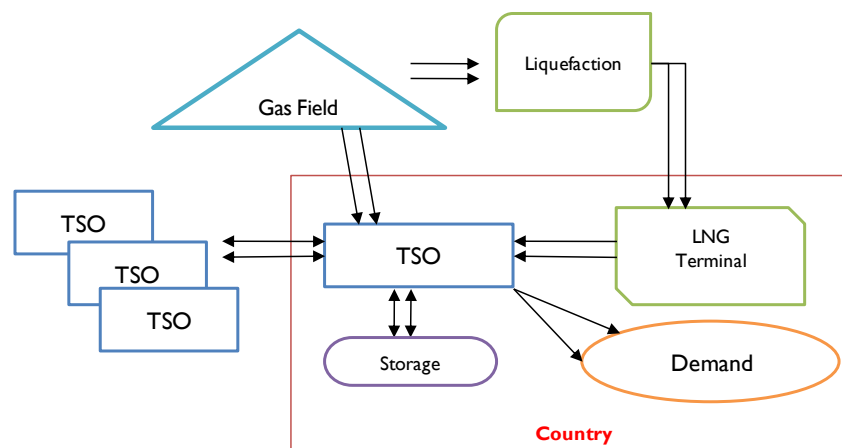 Liquefaction
Gas Field
TSO
TSO
TSO
TSO
LNG
Terminal
Storage
Demand
Country